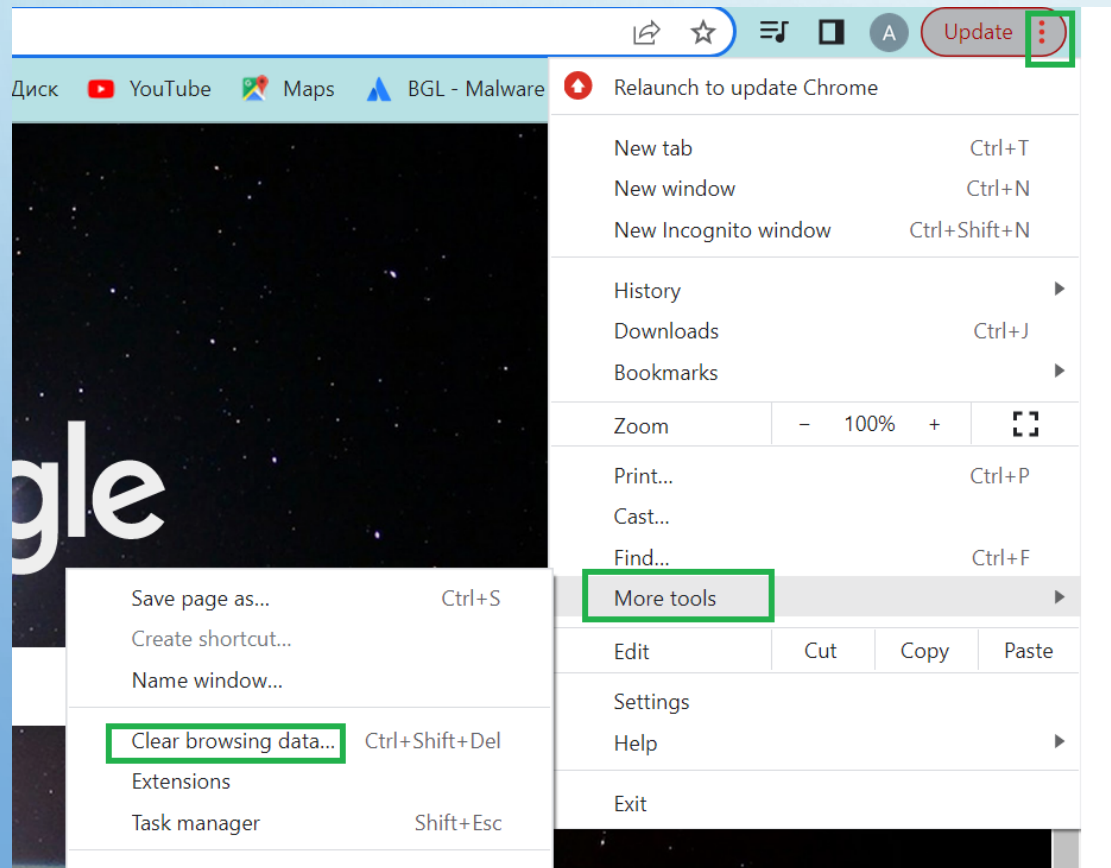 A Update
Диск YouTube Maps BGL - Malware
Relaunch to update Chrome
New tab Ctrl+T
New window Ctrl+N
New Incognito window Ctrl+Shift+N
History
Downloads Ctrl+J
Bookmarks
Zoom - 100% +
Print... Ctrl+P
Cast...
Find... Ctrl+F
More tools
Edit Cut Copy Paste
Settings
Help
Exit
gle
Save page as... Ctrl+S
Create shortcut...
Name window...
Clear browsing data... Ctrl+Shift+Del
Extensions
Task manager Shift+Esc